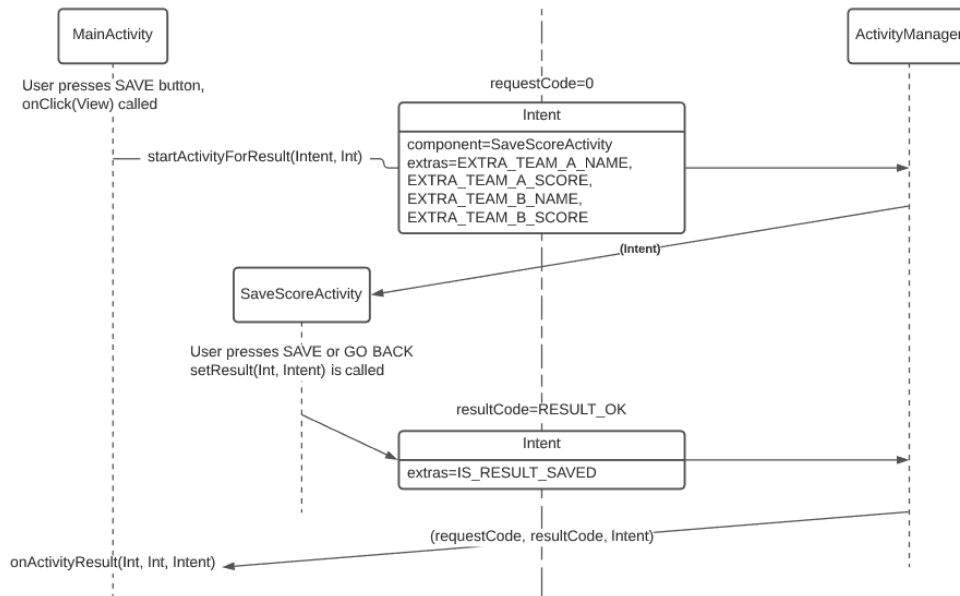 MainActivity
ActivityManager
User presses SAVE button,
onClick(View) called
requestCode=0
Intent
startActivityForResult(Intent, Int)
component=SaveScoreActivity
extras=EXTRA_TEAM_A_NAME,
EXTRA_TEAM_A_SCORE,
EXTRA_TEAM_B_NAME,
EXTRA_TEAM_B_SCORE
(Intent)
SaveScoreActivity
User presses SAVE or GO BACK
setResult(Int, Intent) is called
resultCode=RESULT_OK
Intent
extras=IS_RESULT_SAVED
(requestCode, resultCode, Intent)
onActivityResult(Int, Int, Intent)